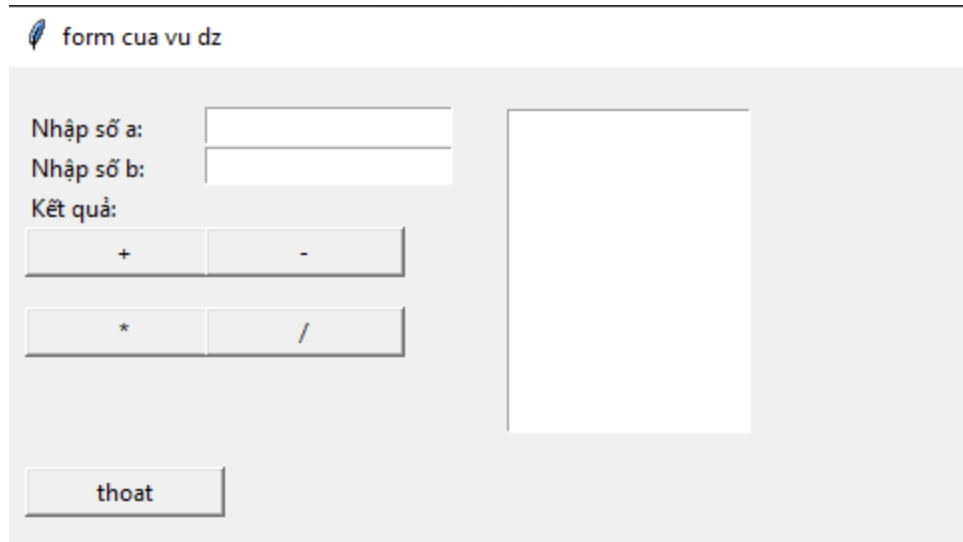 form cua vu dz
Nhập số a:
Nhập số b:
Kết quả:
+ -
* /
thoat